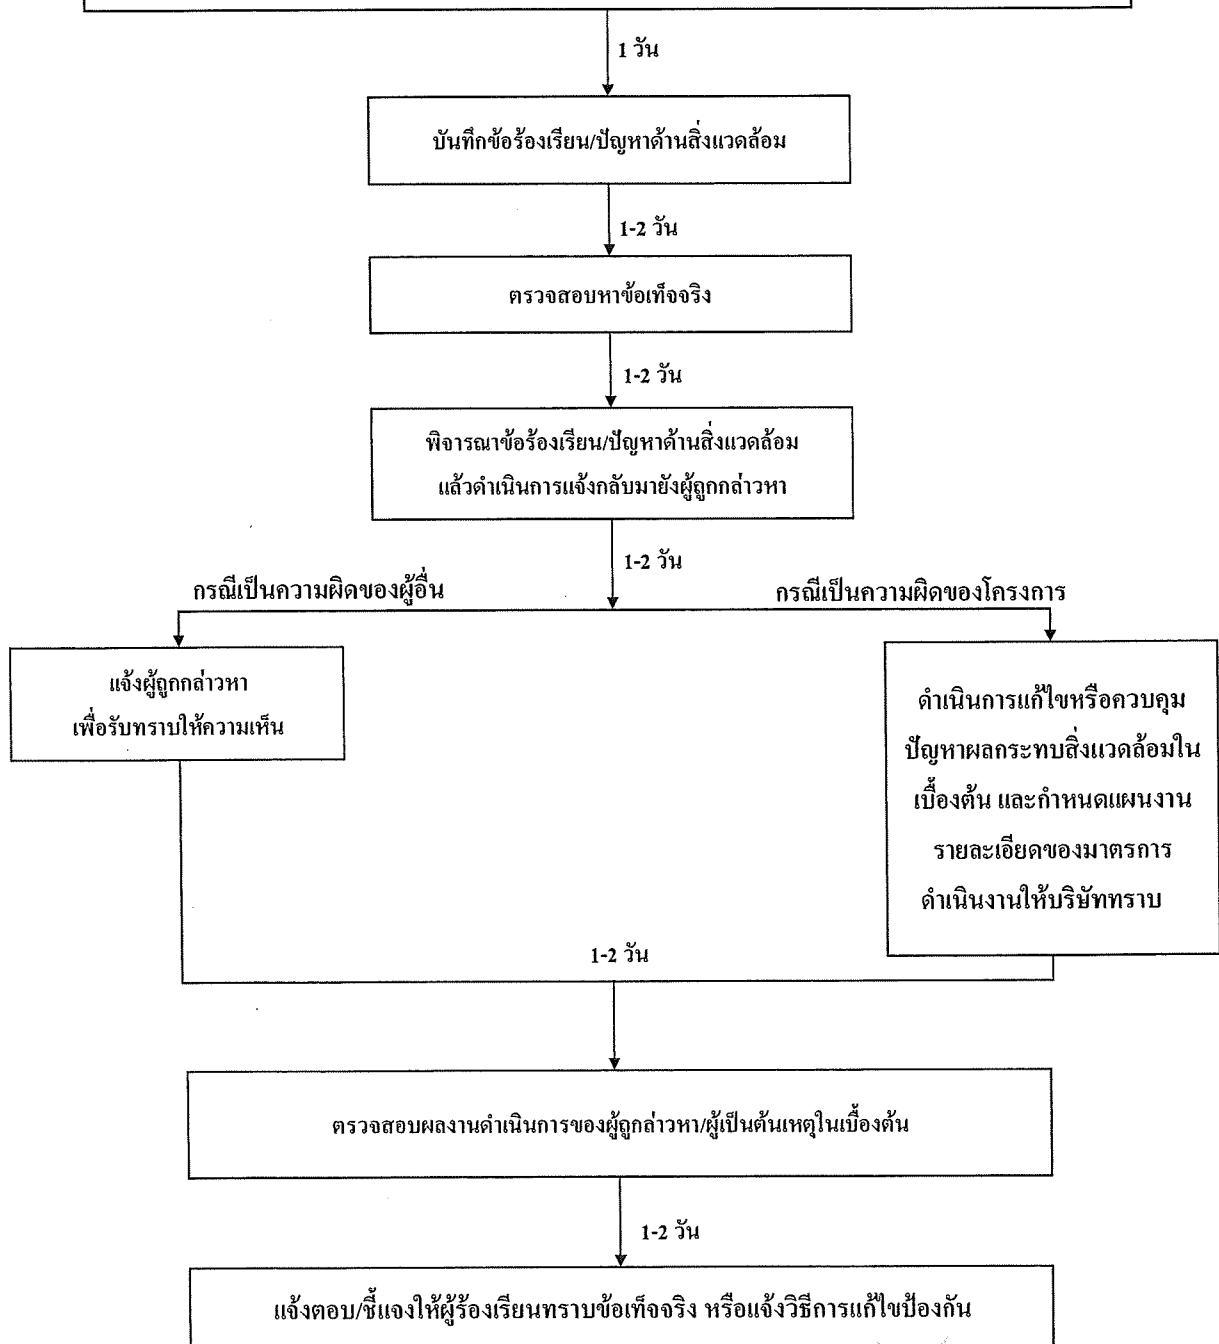 1 วัน
บันทึกข้อร้องเรียน/ปัญหาด้านสิ่งแวดล้อม
1-2 วัน
ตรวจสอบหาข้อเท็จจริง
1-2 วัน
พิจารณาข้อร้องเรียน/ปัญหาด้านสิ่งแวดล้อม
แล้วดำเนินการแจ้งกลับมายังผู้ถูกกล่าวหา
1-2 วัน
กรณีเป็นความผิดของผู้อื่น
กรณีเป็นความผิดของโครงการ
แจ้งผู้ถูกกล่าวหา
เพื่อรับทราบให้ความเห็น
ดำเนินการแก้ไขหรือควบคุม
ปัญหาผลกระทบสิ่งแวดล้อมใน
เบื้องต้น และกำหนดแผนงาน
รายละเอียดของมาตรการ
ดำเนินงานให้บริษัททราบ
1-2 วัน
ตรวจสอบผลงานดำเนินการของผู้ถูกล่าวหา/ผู้เป็นต้นเหตุในเบื้องต้น
1-2 วัน
แจ้งตอบ/ชี้แจงให้ผู้ร้องเรียนทราบข้อเท็จจริง หรือแจ้งวิธีการแก้ไขป้องกัน